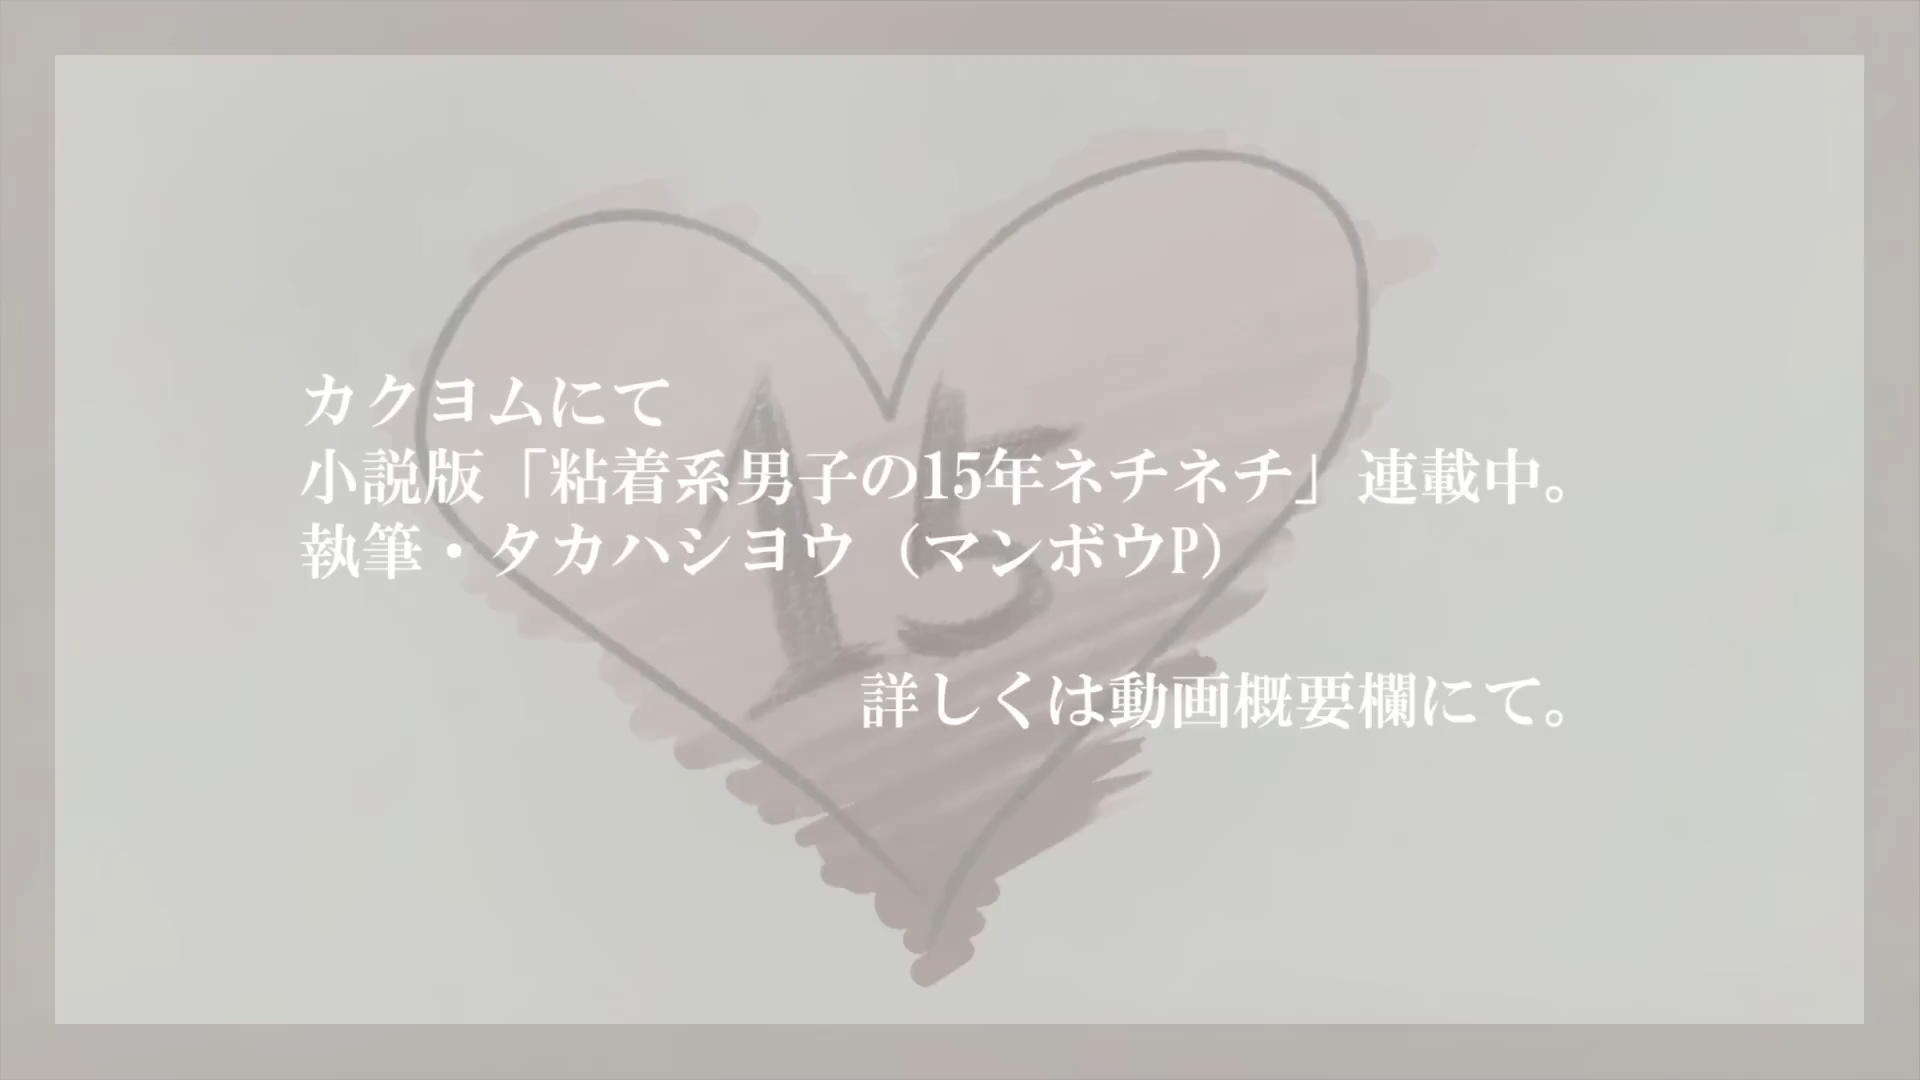 カクヨムにて
小説版「粘着系男子の15年ネチネチ」連載中。
執筆・タカハシヨウ（マンボウP）
15
詳しくは動画概要欄にて。